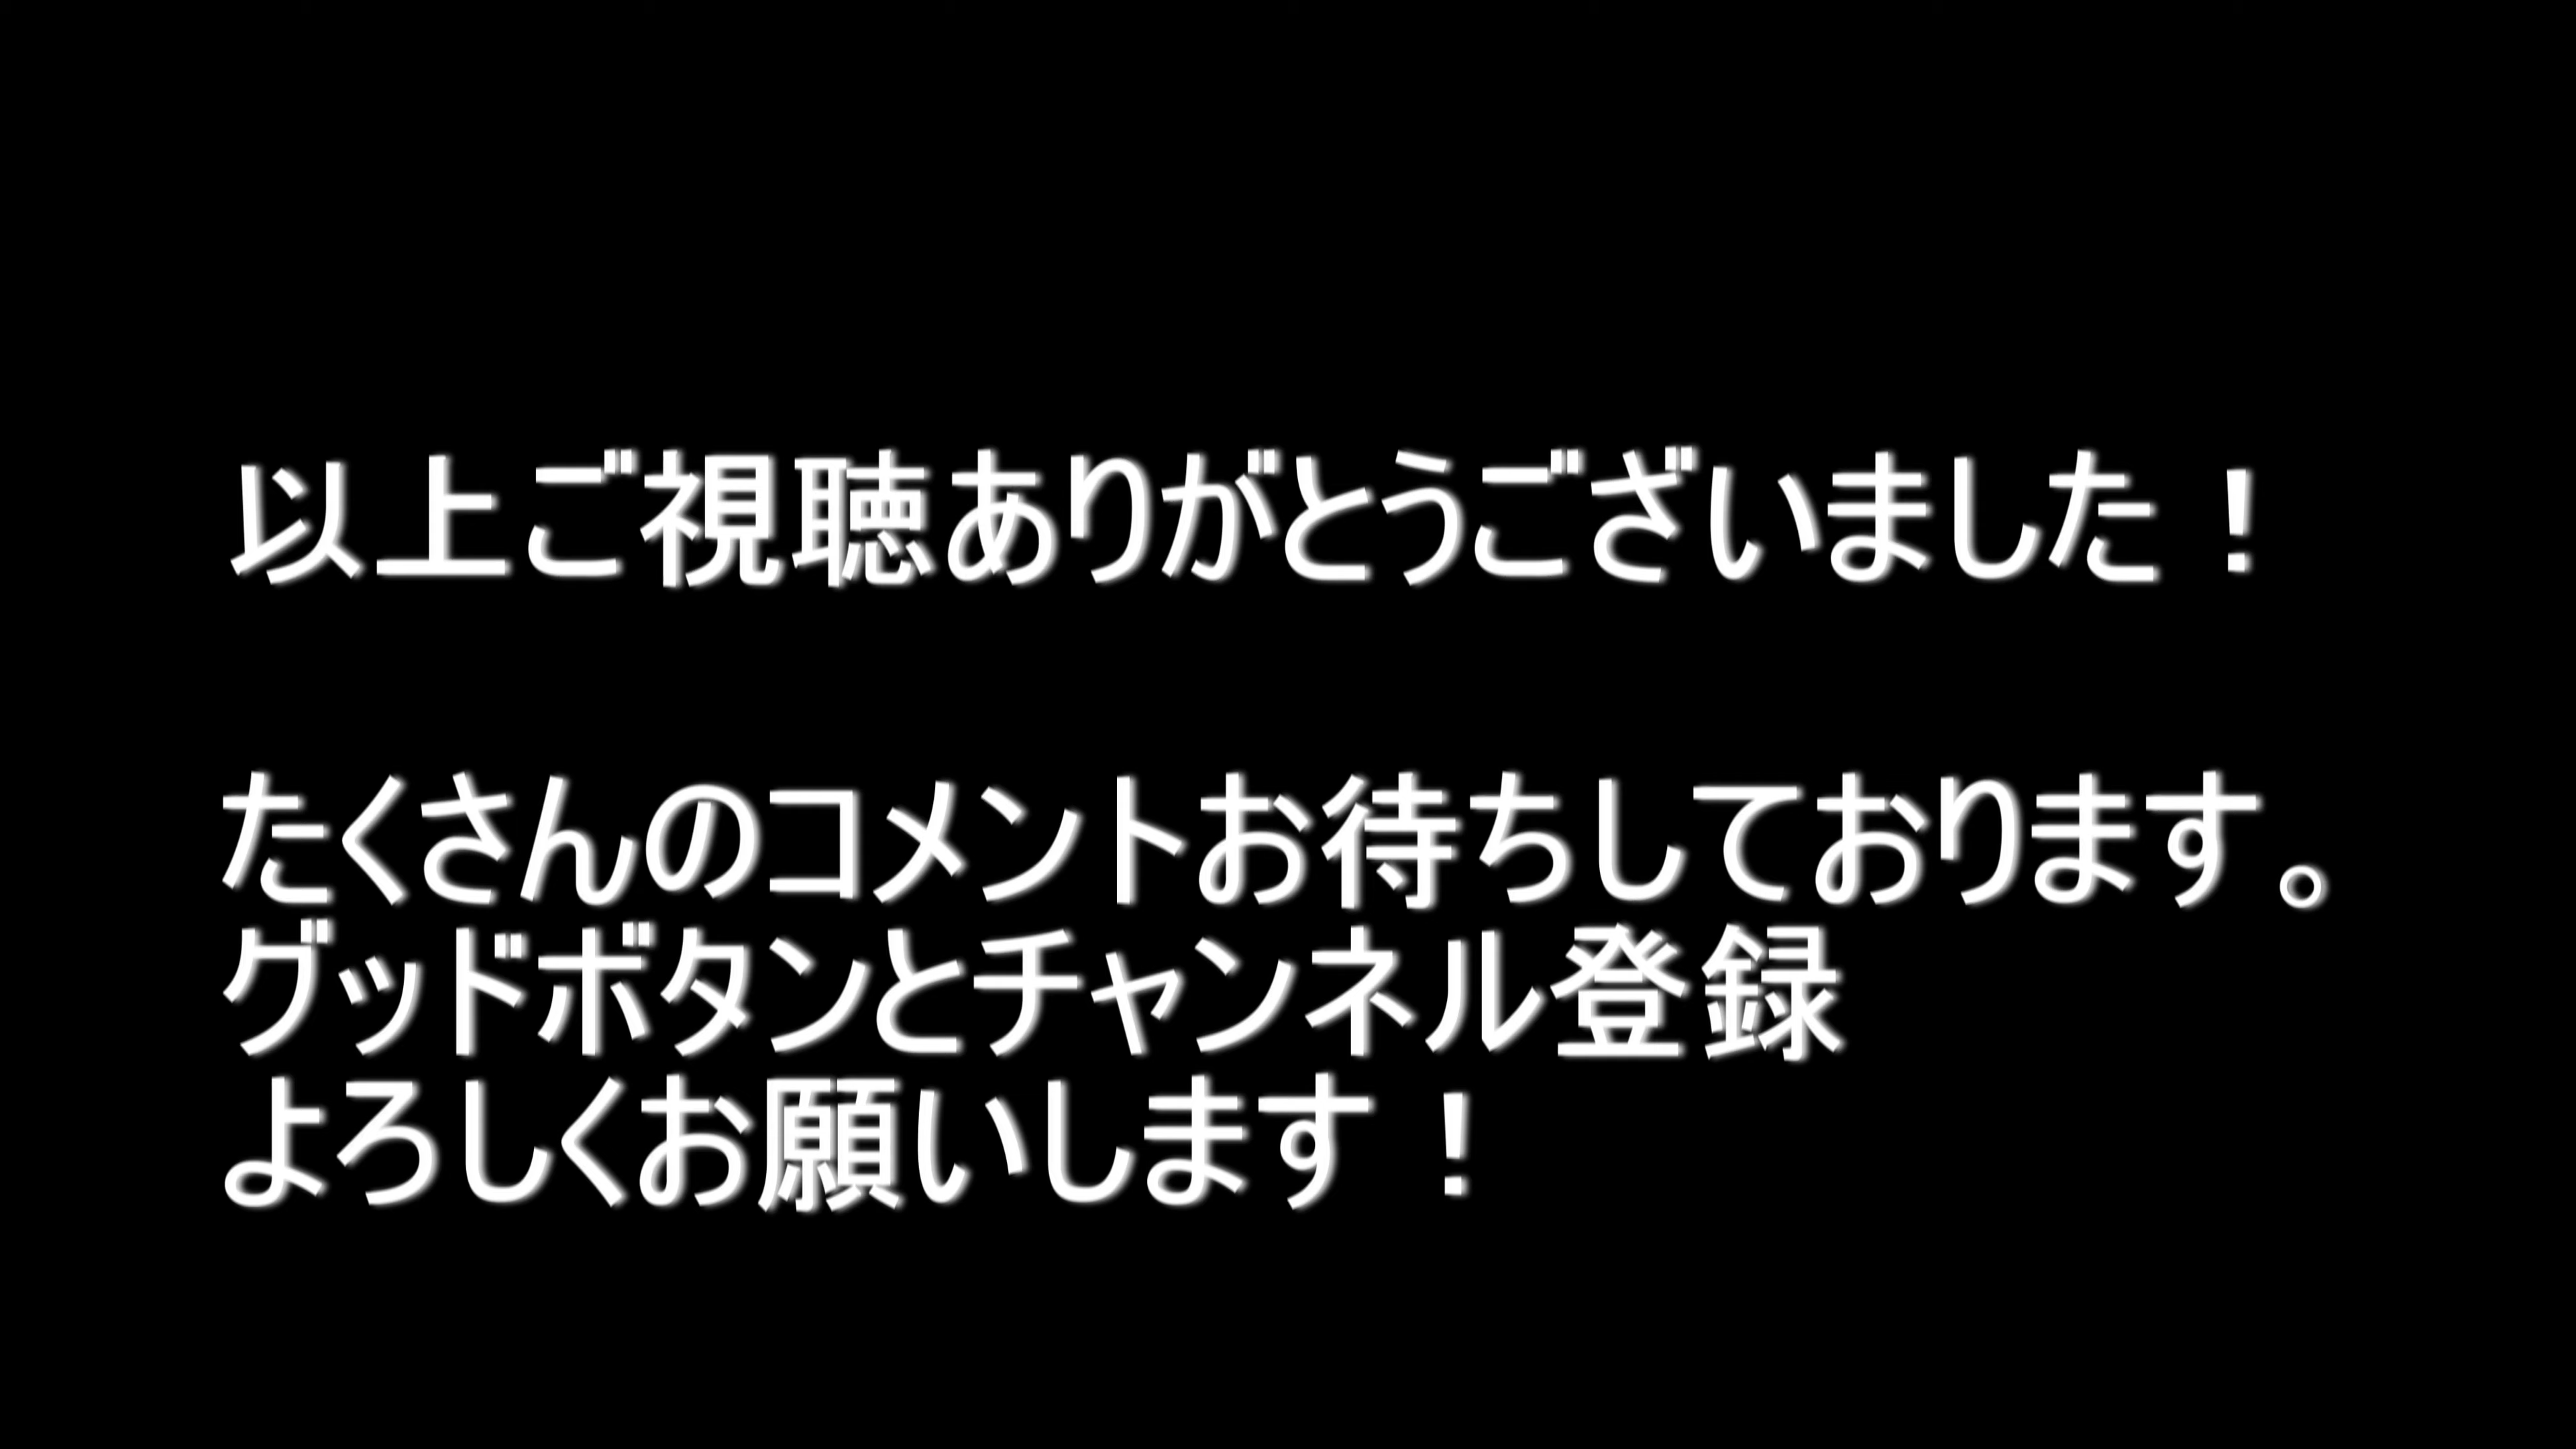 以上ご視聴ありがとうございました！
たくさんのコメントお待ちしております。
グッドボタンとチャンネル登録
よろしくお願いします！